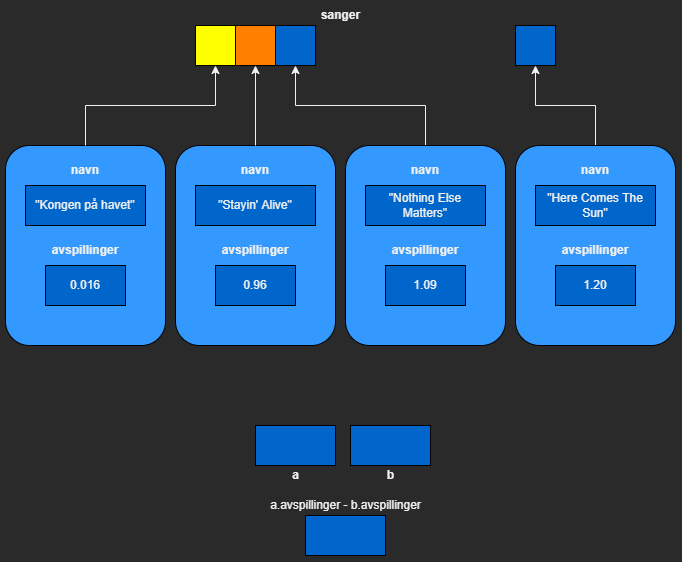 sanger
navn
"Kongen på havet"
avspillinger
0.016
navn
"Stayin' Alive"
avspillinger
0.96
navn
"Nothing Else
Matters"
avspillinger
1.09
navn
"Here Comes The
Sun"
avspillinger
1.20
a
b
a.avspillinger - b.avspillinger